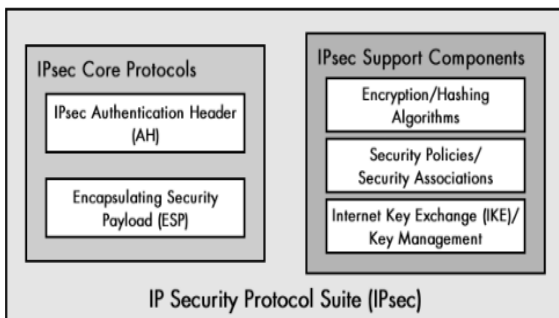 IPsec Core Protocols
IPsec Authentication Header
(AH)
Encapsulating Security
Payload (ESP)
IPsec Support Components
Encryption/Hashing
Algorithms
Security Policies/
Security Associations
Internet Key Exchange (IKE)/
Key Management
IP Security Protocol Suite (IPsec)